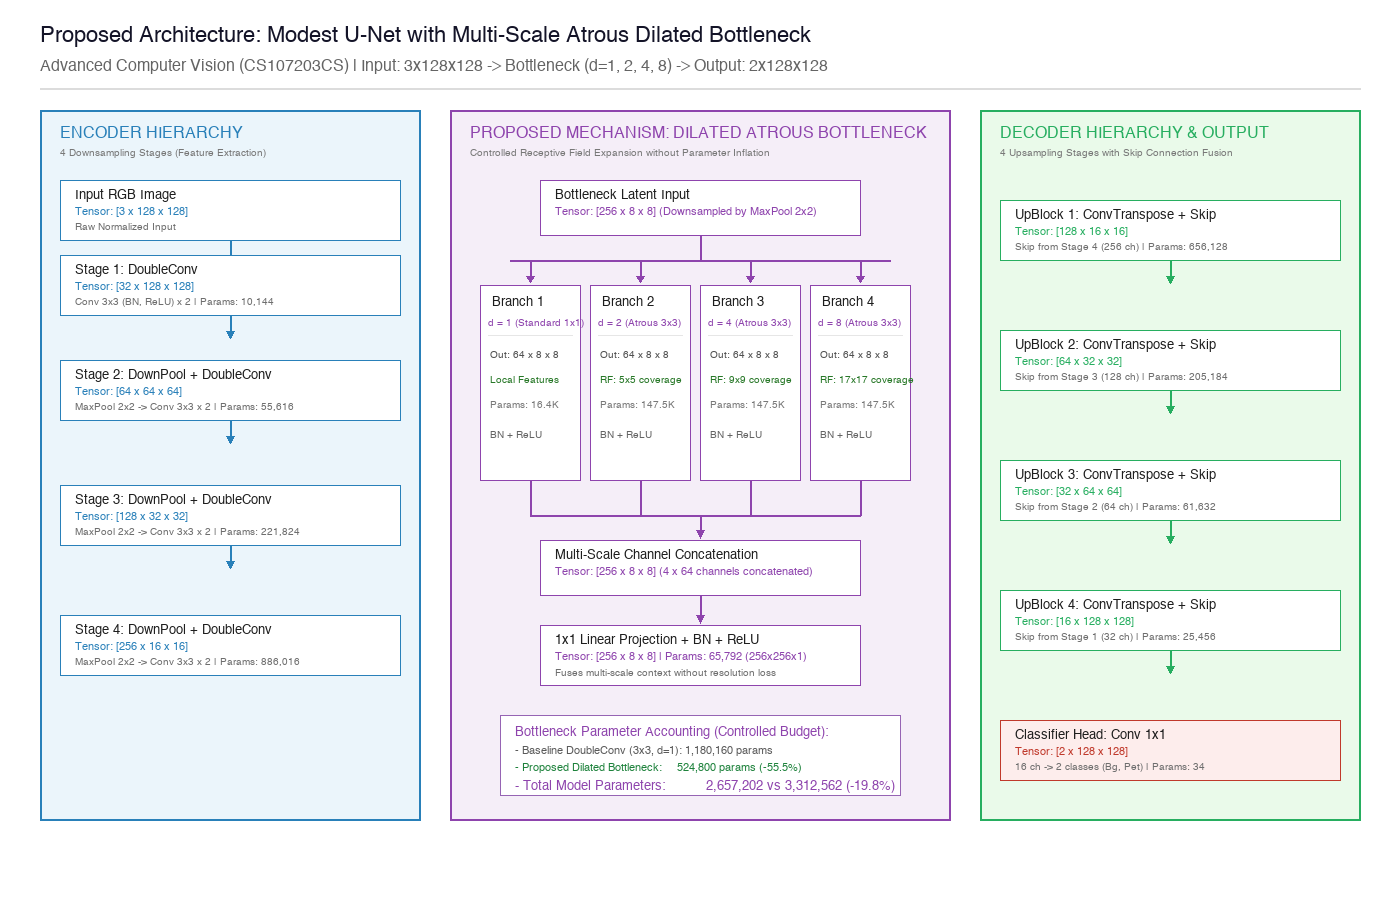 Proposed Architecture: Modest U-Net with Multi-Scale Atrous Dilated Bottleneck
Advanced Computer Vision (CS107203CS) | Input: 3x128x128 -> Bottleneck (d=1, 2, 4, 8) -> Output: 2x128x128
ENCODER HIERARCHY
4 Downsampling Stages (Feature Extraction)
Input RGB Image
Tensor: [3 x 128 x 128]
Raw Normalized Input
Stage 1: DoubleConv
Tensor: [32 x 128 x 128]
Conv 3x3 (BN, ReLU) x 2 | Params: 10,144
Stage 2: DownPool + DoubleConv
Tensor: [64 x 64 x 64]
MaxPool 2x2 -> Conv 3x3 x 2 | Params: 55,616
Stage 3: DownPool + DoubleConv
Tensor: [128 x 32 x 32]
MaxPool 2x2 -> Conv 3x3 x 2 | Params: 221,824
Stage 4: DownPool + DoubleConv
Tensor: [256 x 16 x 16]
MaxPool 2x2 -> Conv 3x3 x 2 | Params: 886,016
PROPOSED MECHANISM: DILATED ATROUS BOTTLENECK
Controlled Receptive Field Expansion without Parameter Inflation
Bottleneck Latent Input
Tensor: [256 x 8 x 8] (Downsampled by MaxPool 2x2)
Branch 1
d = 1 (Standard 1x1)
Out: 64 x 8 x 8
Local Features
Params: 16.4K
BN + ReLU
Branch 2
d = 2 (Atrous 3x3)
Out: 64 x 8 x 8
RF: 5x5 coverage
Params: 147.5K
BN + ReLU
Branch 3
d = 4 (Atrous 3x3)
Out: 64 x 8 x 8
RF: 9x9 coverage
Params: 147.5K
BN + ReLU
Branch 4
d = 8 (Atrous 3x3)
Out: 64 x 8 x 8
RF: 17x17 coverage
Params: 147.5K
BN + ReLU
Multi-Scale Channel Concatenation
Tensor: [256 x 8 x 8] (4 x 64 channels concatenated)
1x1 Linear Projection + BN + ReLU
Tensor: [256 x 8 x 8] | Params: 65,792 (256x256x1)
Fuses multi-scale context without resolution loss
Bottleneck Parameter Accounting (Controlled Budget):
- Baseline DoubleConv (3x3, d=1): 1,180,160 params
- Proposed Dilated Bottleneck: 524,800 params (-55.5%)
- Total Model Parameters: 2,657,202 vs 3,312,562 (-19.8%)
DECODER HIERARCHY & OUTPUT
4 Upsampling Stages with Skip Connection Fusion
UpBlock 1: ConvTranspose + Skip
Tensor: [128 x 16 x 16]
Skip from Stage 4 (256 ch) | Params: 656,128
UpBlock 2: ConvTranspose + Skip
Tensor: [64 x 32 x 32]
Skip from Stage 3 (128 ch) | Params: 205,184
UpBlock 3: ConvTranspose + Skip
Tensor: [32 x 64 x 64]
Skip from Stage 2 (64 ch) | Params: 61,632
UpBlock 4: ConvTranspose + Skip
Tensor: [16 x 128 x 128]
Skip from Stage 1 (32 ch) | Params: 25,456
Classifier Head: Conv 1x1
Tensor: [2 x 128 x 128]
16 ch -> 2 classes (Bg, Pet) | Params: 34